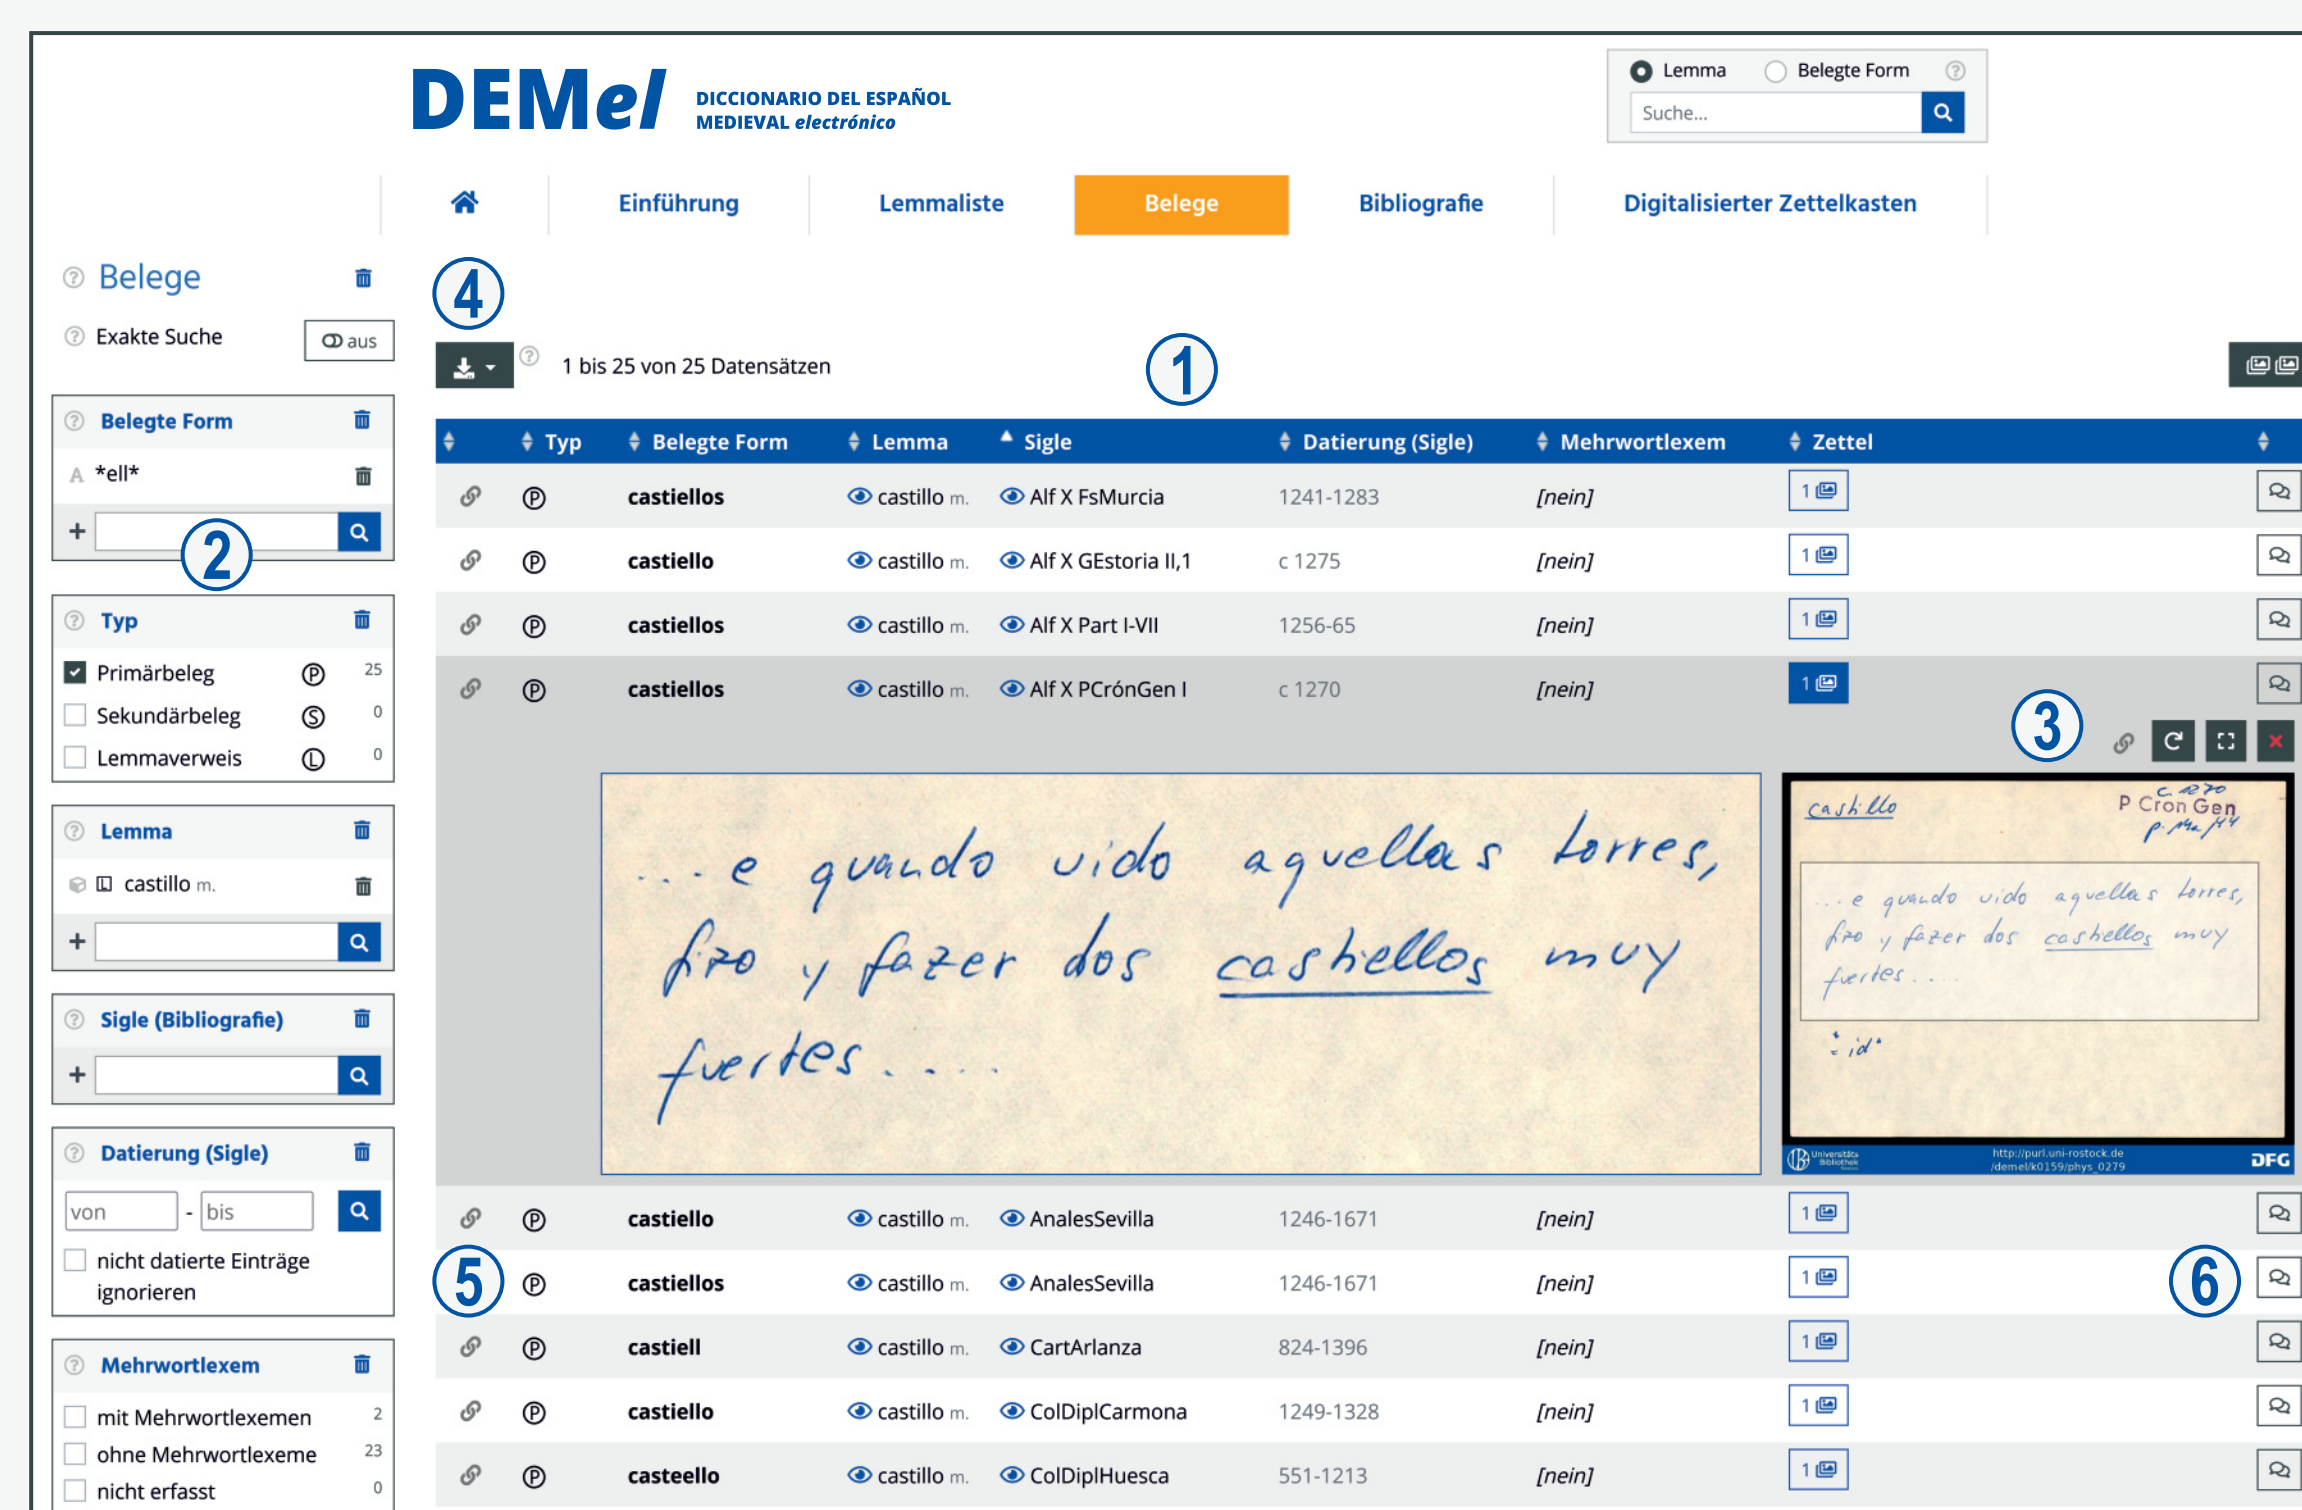 DEMel DICCIONARIO DEL ESPAÑOL
MEDIEVAL electrónico
Lemma Belegte Form ?
Suche...
Einführung Lemmaliste Belege Bibliografie Digitalisierter Zettelkasten
? Belege
? Exakte Suche aus
? Belegte Form
A *ell*
+
2
? Typ
Primärbeleg P 25
Sekundärbeleg S 0
Lemmaverweis L 0
? Lemma
L castillo m.
+
? Sigle (Bibliografie)
+
? Datierung (Sigle)
von - bis
nicht datierte Einträge
ignorieren
? Mehrwortlexem
mit Mehrwortlexemen 2
ohne Mehrwortlexeme 23
nicht erfasst 0
4
? 1 bis 25 von 25 Datensätzen
1
Typ Belegte Form Lemma Sigle Datierung (Sigle) Mehrwortlexem Zettel
P castiellos castillo m. Alf X FsMurcia 1241-1283 [nein] 1
P castiello castillo m. Alf X GEstoria II,1 c 1275 [nein] 1
P castiellos castillo m. Alf X Part I-VII 1256-65 [nein] 1
P castiellos castillo m. Alf X PCrónGen I c 1270 [nein] 1
3
... e quando vido aquellas torres,
fizo y fazer dos castiellos muy
fuertes ....
castillo
c. 1270
P Cron Gen
... e quando vido aquellas torres,
fizo y fazer dos castiellos muy
fuertes ....
= id.
Universitäts
Bibliothek
http://purl.uni-rostock.de
/demel/k0159/phys_0279
DFG
P castiello castillo m. AnalesSevilla 1246-1671 [nein] 1
5 P castiellos castillo m. AnalesSevilla 1246-1671 [nein] 1 6
P castiell castillo m. CartArlanza 824-1396 [nein] 1
P castiello castillo m. ColDiplCarmona 1249-1328 [nein] 1
P casteello castillo m. ColDiplHuesca 551-1213 [nein] 1